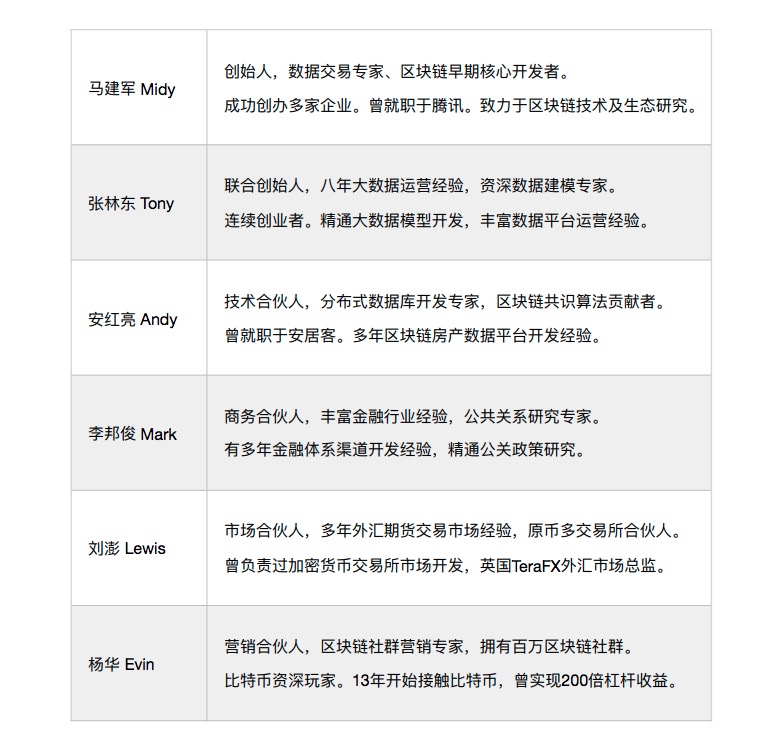 马建军 Midy
创始人，数据交易专家、区块链早期核心开发者。
成功创办多家企业。曾就职于腾讯。致力于区块链技术及生态研究。
张林东 Tony
联合创始人，八年大数据运营经验，资深数据建模专家。
连续创业者。精通大数据模型开发，丰富数据平台运营经验。
安红亮 Andy
技术合伙人，分布式数据库开发专家，区块链共识算法贡献者。
曾就职于安居客。多年区块链房产数据平台开发经验。
李邦俊 Mark
商务合伙人，丰富金融行业经验，公共关系研究专家。
有多年金融体系渠道开发经验，精通公关政策研究。
刘澎 Lewis
市场合伙人，多年外汇期货交易市场经验，原币多交易所合伙人。
曾负责过加密货币交易所市场开发，英国TeraFX外汇市场总监。
杨华 Evin
营销合伙人，区块链社群营销专家，拥有百万区块链社群。
比特币资深玩家。13年开始接触比特币，曾实现200倍杠杆收益。